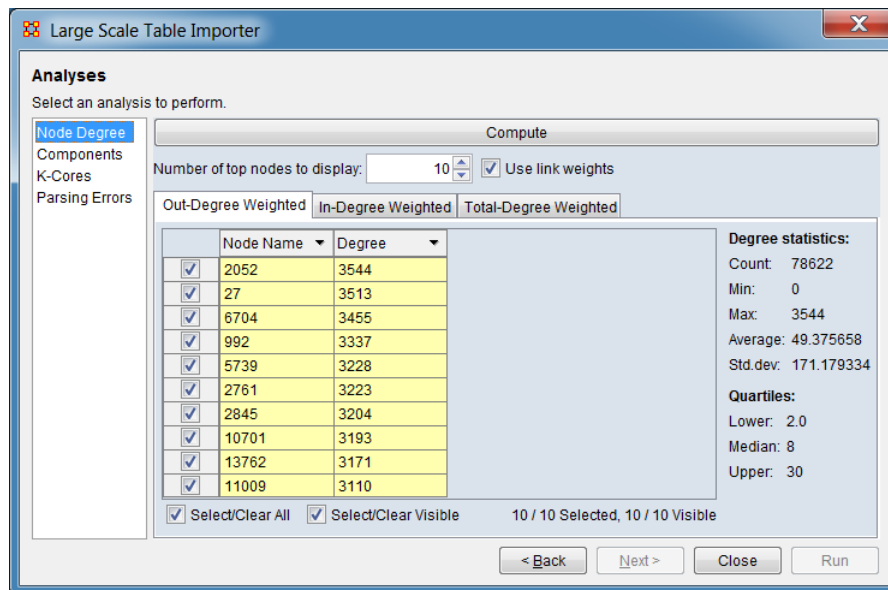 Large Scale Table Importer
X
Analyses
Select an analysis to perform.
Node Degree
Components
K-Cores
Parsing Errors
Compute
Number of top nodes to display: 10 Use link weights
Out-Degree Weighted In-Degree Weighted Total-Degree Weighted
Node Name Degree
2052 3544
27 3513
6704 3455
992 3337
5739 3228
2761 3223
2845 3204
10701 3193
13762 3171
11009 3110
Degree statistics:
Count: 78622
Min: 0
Max: 3544
Average: 49.375658
Std.dev: 171.179334
Quartiles:
Lower: 2.0
Median: 8
Upper: 30
Select/Clear All Select/Clear Visible 10 / 10 Selected, 10 / 10 Visible
< Back Next > Close Run